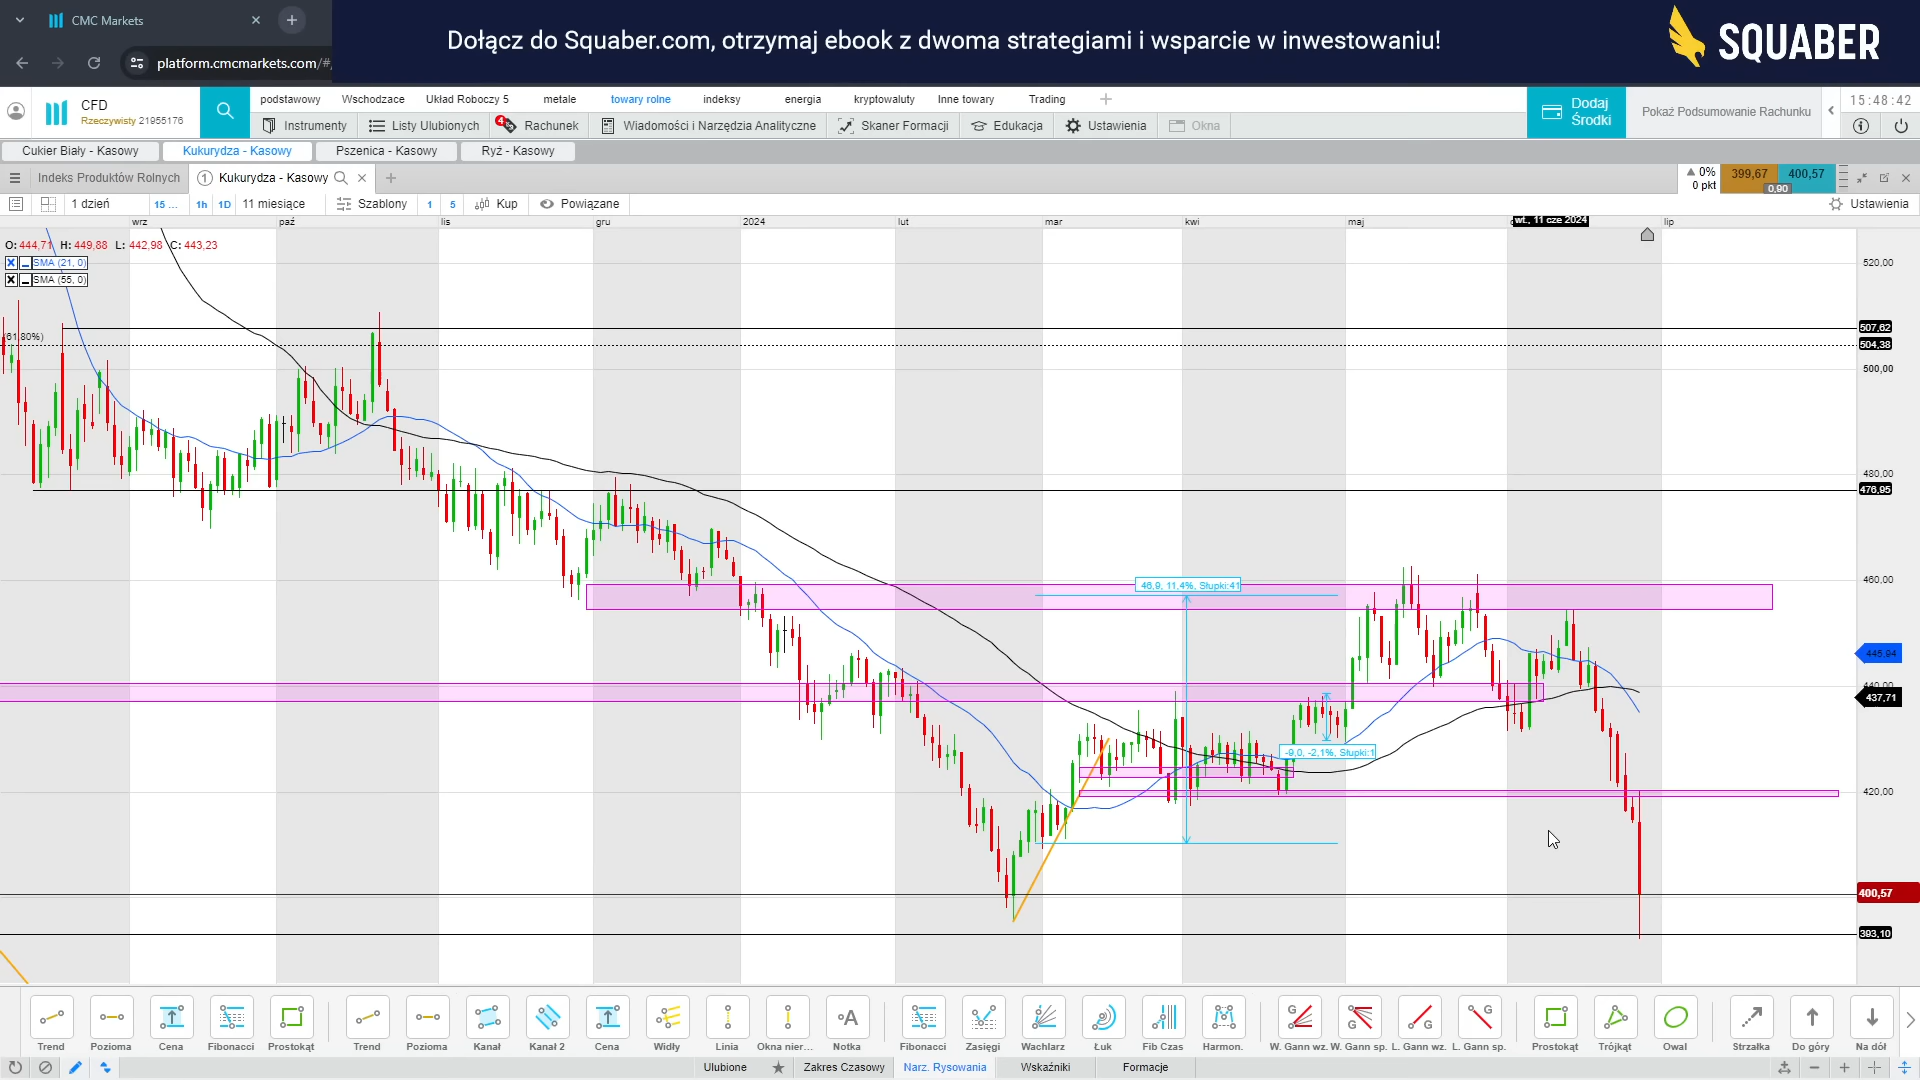 CMC Markets
Dołącz do Squaber.com, otrzymaj ebook z dwoma strategiami i wsparcie w inwestowaniu!
SQUABER
platform.cmcmarkets.com/#
CFD
Rzeczywisty 21955176
podstawowy Wschodzace Układ Roboczy 5 metale towary rolne indeksy energia kryptowaluty Inne towary Trading
Instrumenty Listy Ulubionych 4 Rachunek Wiadomości i Narzędzia Analityczne Skaner Formacji Edukacja Ustawienia Okna
Dodaj Środki
Pokaż Podsumowanie Rachunku
15:48:42
Cukier Biały - Kasowy Kukurydza - Kasowy Pszenica - Kasowy Ryż - Kasowy
Indeks Produktów Rolnych 1 Kukurydza - Kasowy
0%
0 pkt
399,67 400,57
0,90
1 dzień 15 ... 1h 1D 11 miesiące Szablony 1 5 Kup Powiązane Ustawienia
wrz paź lis gru 2024 lut mar kwi maj wt., 11 cze 2024 lip
O: 444,71 H: 449,88 L: 442,98 C: 443,23
SMA (21, 0)
SMA (55, 0)
(61,80%)
520,00
507,62
504,38
500,00
480,00
476,95
460,00
46,9, 11,4%, Słupki:41
445,94
440,00
437,71
-9,0, -2,1%, Słupki:1
420,00
400,57
393,10
Trend Pozioma Cena Fibonacci Prostokąt Trend Pozioma Kanał Kanał 2 Cena Widły Linia Okna nier... Notka Fibonacci Zasięgi Wachlarz Łuk Fib Czas Harmon. W. Gann wz. W. Gann sp. L. Gann wz. L. Gann sp. Prostokąt Trójkąt Owal Strzałka Do góry Na dół
Ulubione Zakres Czasowy Narz. Rysowania Wskaźniki Formacje